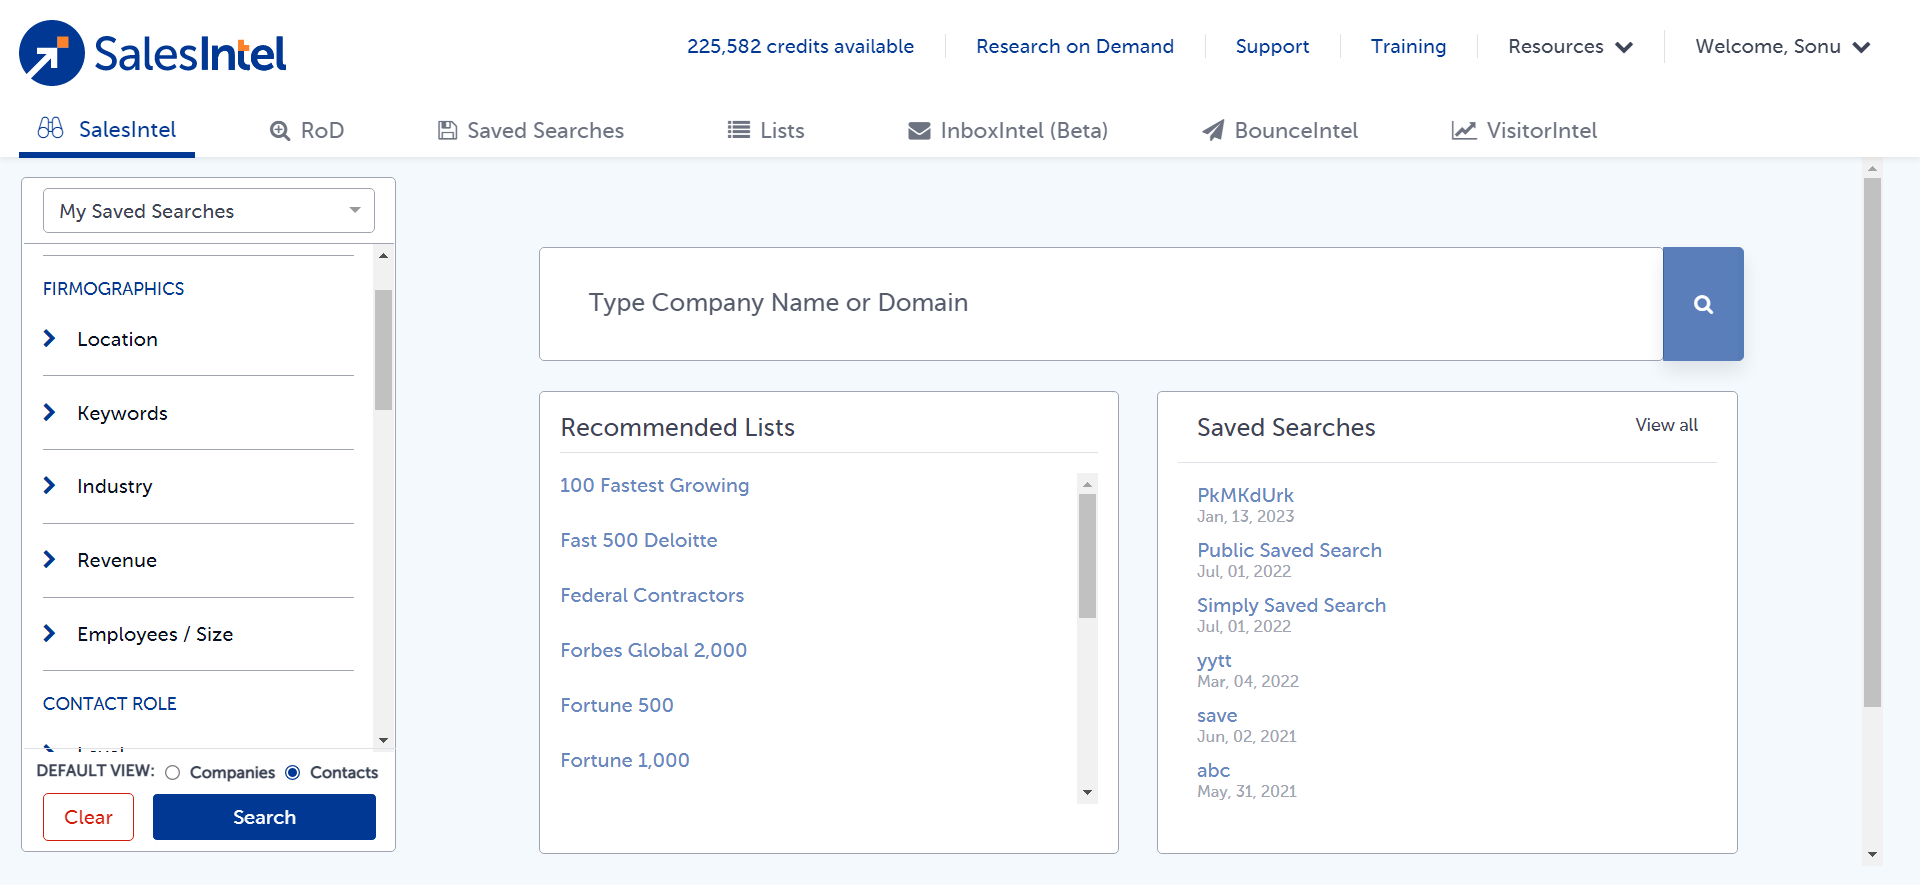 SalesIntel
225,582 credits available
Research on Demand
Support
Training
Resources
Welcome, Sonu
SalesIntel
RoD
Saved Searches
Lists
InboxIntel (Beta)
BounceIntel
VisitorIntel
My Saved Searches
FIRMOGRAPHICS
Location
Keywords
Industry
Revenue
Employees / Size
CONTACT ROLE
DEFAULT VIEW:
Companies
Contacts
Clear
Search
Type Company Name or Domain
Recommended Lists
100 Fastest Growing
Fast 500 Deloitte
Federal Contractors
Forbes Global 2,000
Fortune 500
Fortune 1,000
Saved Searches
View all
PkMKdUrk
Jan, 13, 2023
Public Saved Search
Jul, 01, 2022
Simply Saved Search
Jul, 01, 2022
yytt
Mar, 04, 2022
save
Jun, 02, 2021
abc
May, 31, 2021